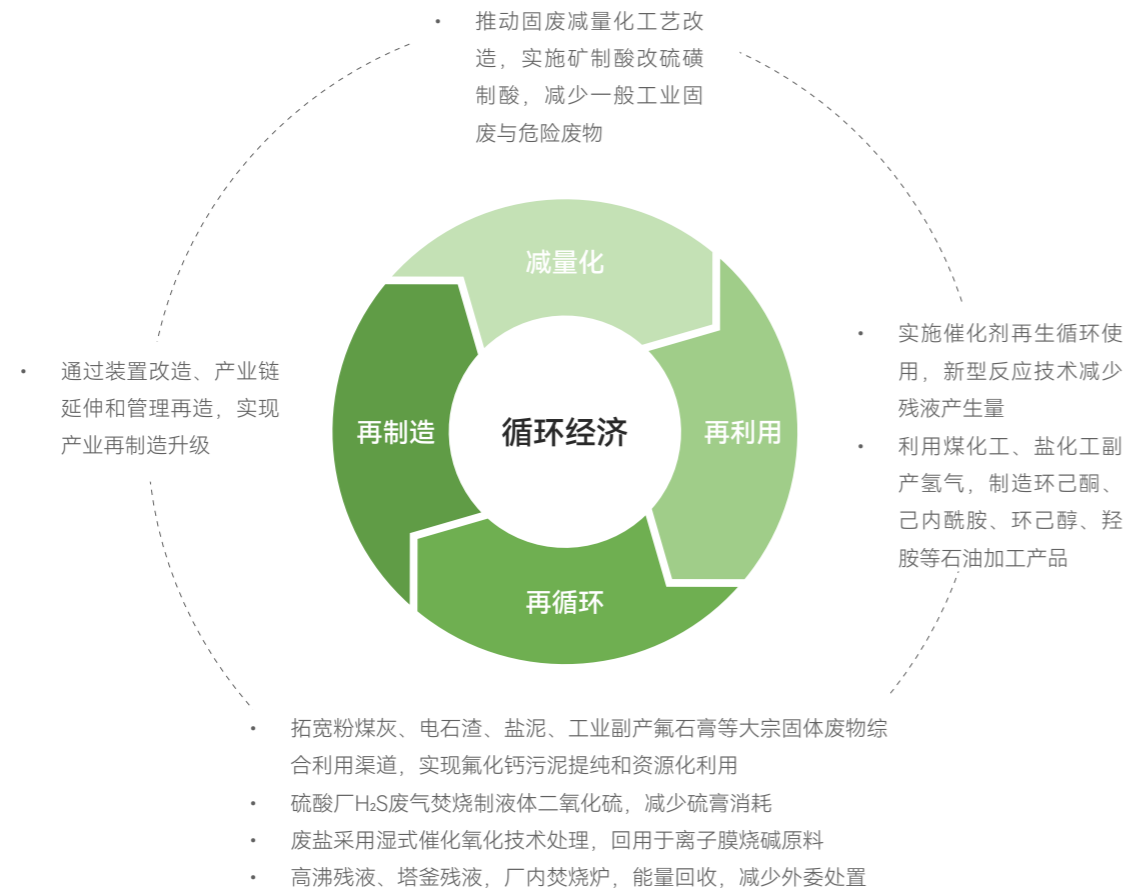 • 推动固废减量化工艺改
造，实施矿制酸改硫磺
制酸，减少一般工业固
废与危险废物
减量化
再制造
循环经济
再利用
再循环
• 通过装置改造、产业链
延伸和管理再造，实现
产业再制造升级
• 实施催化剂再生循环使
用，新型反应技术减少
残液产生量
• 利用煤化工、盐化工副
产氢气，制造环己酮、
己内酰胺、环己醇、羟
胺等石油加工产品
• 拓宽粉煤灰、电石渣、盐泥、工业副产氟石膏等大宗固体废物综
合利用渠道，实现氟化钙污泥提纯和资源化利用
• 硫酸厂H₂S废气焚烧制液体二氧化硫，减少硫膏消耗
• 废盐采用湿式催化氧化技术处理，回用于离子膜烧碱原料
• 高沸残液、塔釜残液，厂内焚烧炉，能量回收，减少外委处置